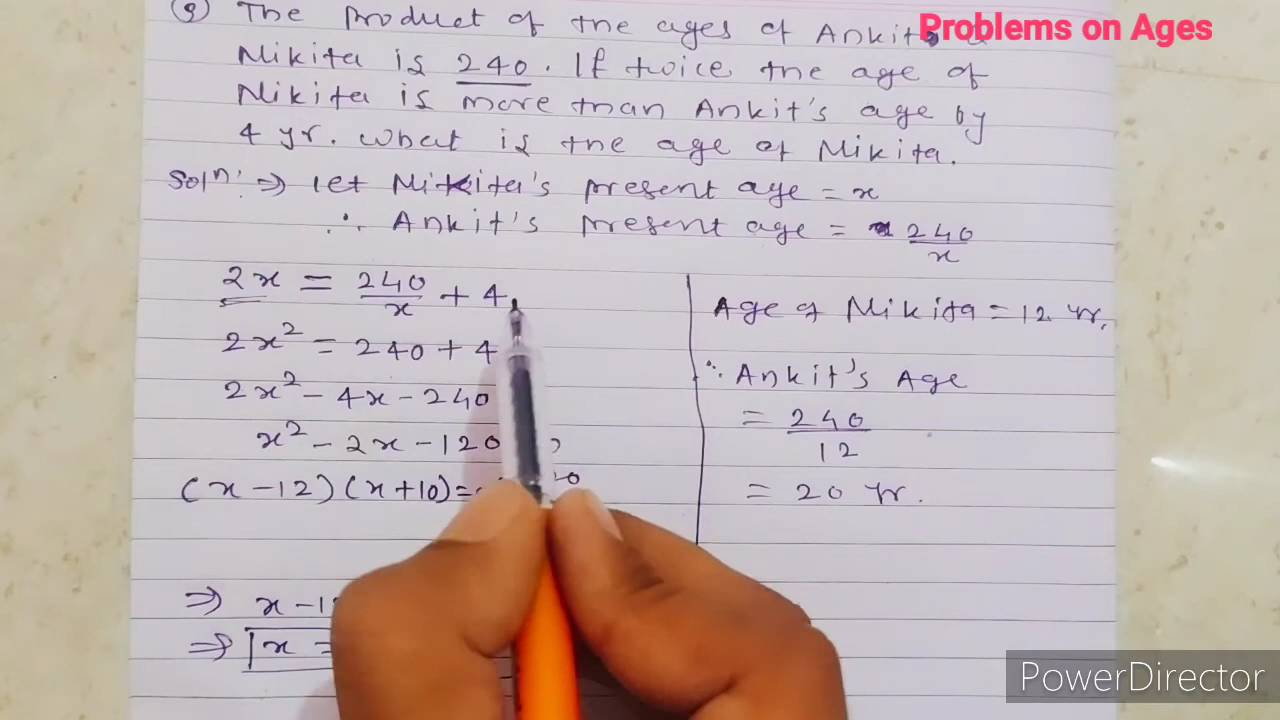 Problems on Ages
(9) The Product of the ages of Ankit &
Nikita is 240. If twice the age of
Nikita is more than Ankit's age by
4 yr. what is the age of Nikita.
Soln: ⇒ let Nikita's present age = x
∴ Ankit's present age = 240/x
2x = 240/x + 4
2x² = 240 + 4
2x² - 4x - 240
x² - 2x - 120
(x - 12) (x + 10) =
⇒ x - 1
⇒ x =
Age of Nikita = 12 yr.
∴ Ankit's Age
= 240/12
= 20 yr.
PowerDirector